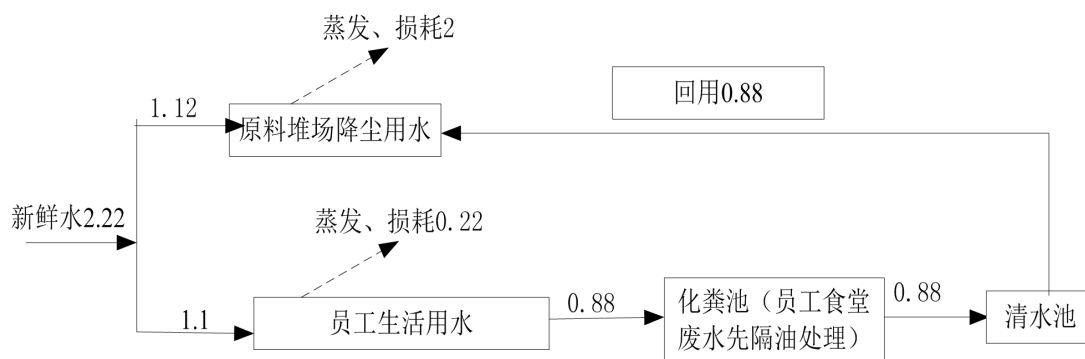 蒸发、损耗2
回用0.88
1.12
原料堆场降尘用水
新鲜水2.22
蒸发、损耗0.22
1.1
员工生活用水
0.88
化粪池（员工食堂
废水先隔油处理）
0.88
清水池